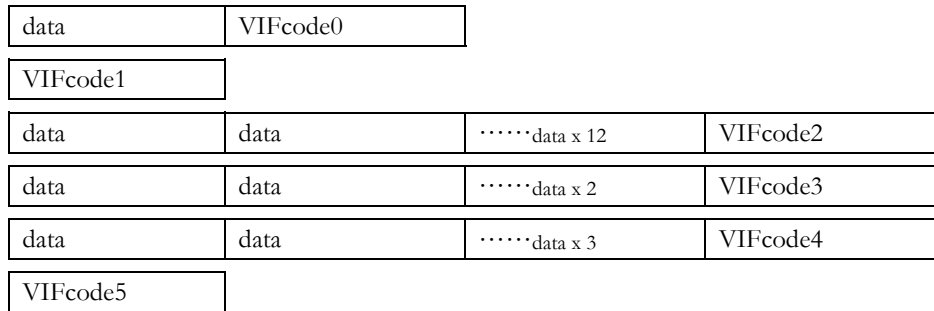 data VIFcode0
VIFcode1
data data ······data x 12 VIFcode2
data data ······data x 2 VIFcode3
data data ······data x 3 VIFcode4
VIFcode5